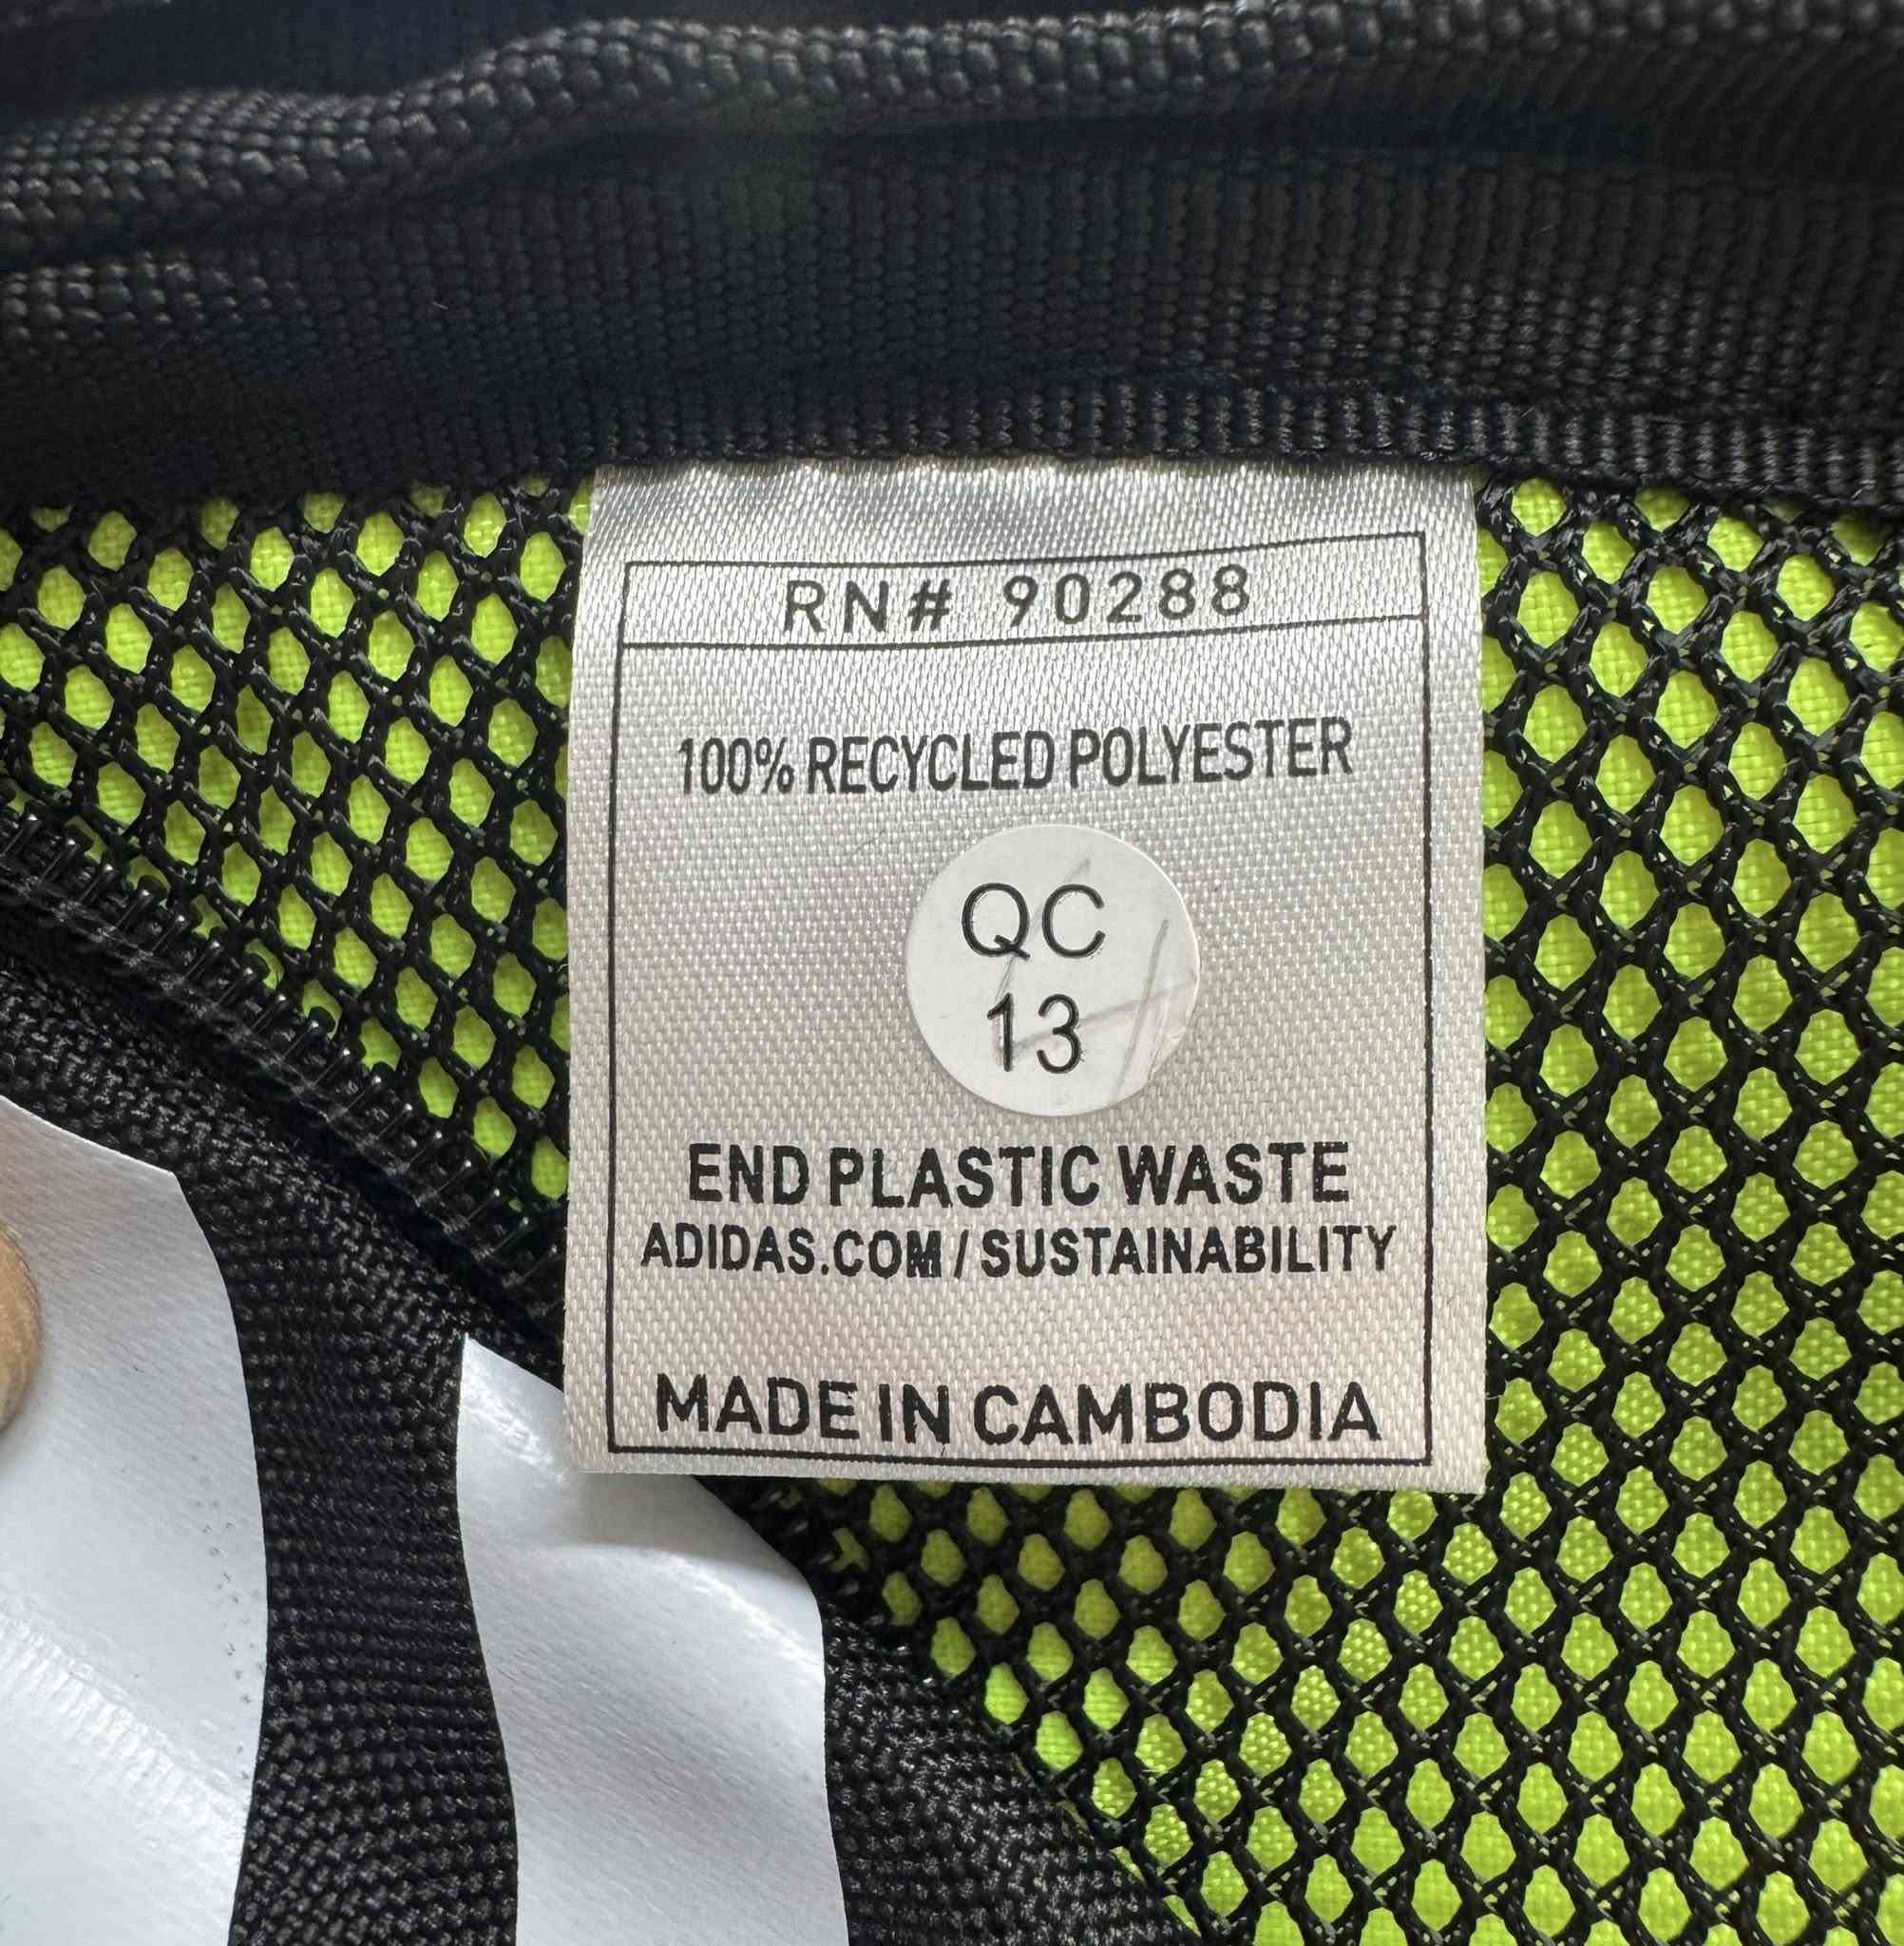 RN# 90288
100% RECYCLED POLYESTER
QC
13
END PLASTIC WASTE
ADIDAS.COM / SUSTAINABILITY
MADE IN CAMBODIA